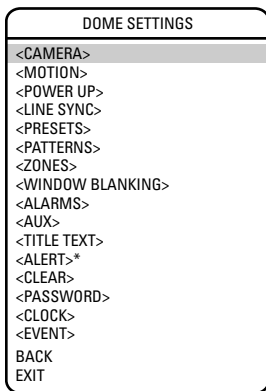 DOME SETTINGS
<CAMERA>
<MOTION>
<POWER UP>
<LINE SYNC>
<PRESETS>
<PATTERNS>
<ZONES>
<WINDOW BLANKING>
<ALARMS>
<AUX>
<TITLE TEXT>
<ALERT>*
<CLEAR>
<PASSWORD>
<CLOCK>
<EVENT>
BACK
EXIT